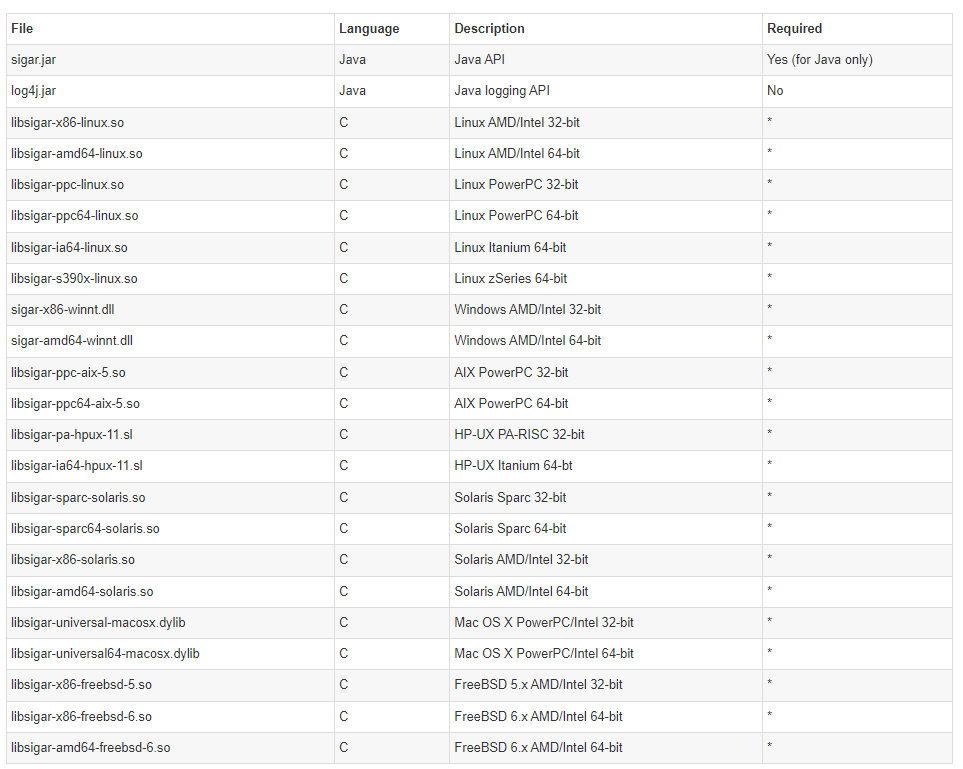 File Language Description Required
sigar.jar Java Java API Yes (for Java only)
log4j.jar Java Java logging API No
libsigar-x86-linux.so C Linux AMD/Intel 32-bit *
libsigar-amd64-linux.so C Linux AMD/Intel 64-bit *
libsigar-ppc-linux.so C Linux PowerPC 32-bit *
libsigar-ppc64-linux.so C Linux PowerPC 64-bit *
libsigar-ia64-linux.so C Linux Itanium 64-bit *
libsigar-s390x-linux.so C Linux zSeries 64-bit *
sigar-x86-winnt.dll C Windows AMD/Intel 32-bit *
sigar-amd64-winnt.dll C Windows AMD/Intel 64-bit *
libsigar-ppc-aix-5.so C AIX PowerPC 32-bit *
libsigar-ppc64-aix-5.so C AIX PowerPC 64-bit *
libsigar-pa-hpux-11.sl C HP-UX PA-RISC 32-bit *
libsigar-ia64-hpux-11.sl C HP-UX Itanium 64-bt *
libsigar-sparc-solaris.so C Solaris Sparc 32-bit *
libsigar-sparc64-solaris.so C Solaris Sparc 64-bit *
libsigar-x86-solaris.so C Solaris AMD/Intel 32-bit *
libsigar-amd64-solaris.so C Solaris AMD/Intel 64-bit *
libsigar-universal-macosx.dylib C Mac OS X PowerPC/Intel 32-bit *
libsigar-universal64-macosx.dylib C Mac OS X PowerPC/Intel 64-bit *
libsigar-x86-freebsd-5.so C FreeBSD 5.x AMD/Intel 32-bit *
libsigar-x86-freebsd-6.so C FreeBSD 6.x AMD/Intel 64-bit *
libsigar-amd64-freebsd-6.so C FreeBSD 6.x AMD/Intel 64-bit *